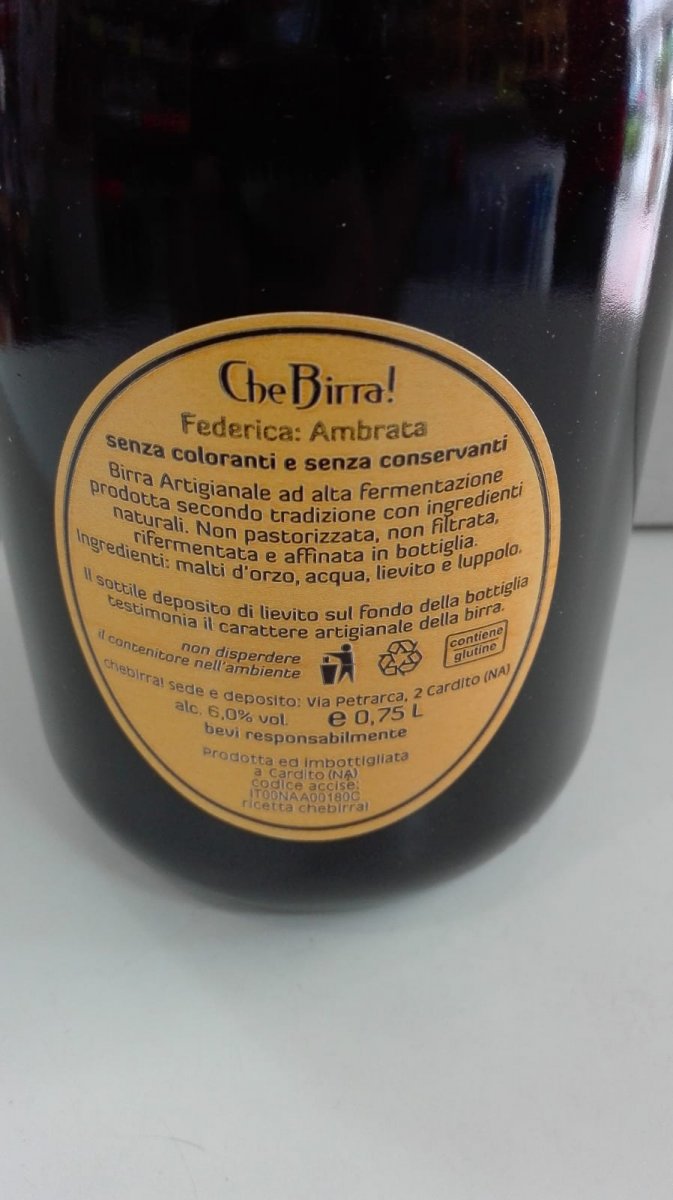 CheBirra!
Federica: Ambrata
senza coloranti e senza conservanti
Birra Artigianale ad alta fermentazione
prodotta secondo tradizione con ingredienti
naturali. Non pastorizzata, non filtrata,
rifermentata e affinata in bottiglia.
Ingredienti: malti d'orzo, acqua, lievito e luppolo.
Il sottile deposito di lievito sul fondo della bottiglia
testimonia il carattere artigianale della birra.
non disperdere
il contenitore nell'ambiente
contiene
glutine
chebirra! sede e deposito: Via Petrarca, 2 Cardito (NA)
alc. 6,0% vol. e 0,75 L
bevi responsabilmente
Prodotta ed imbottigliata
a Cardito (NA)
codice accise:
IT00NAA00180C
ricetta chebirra!